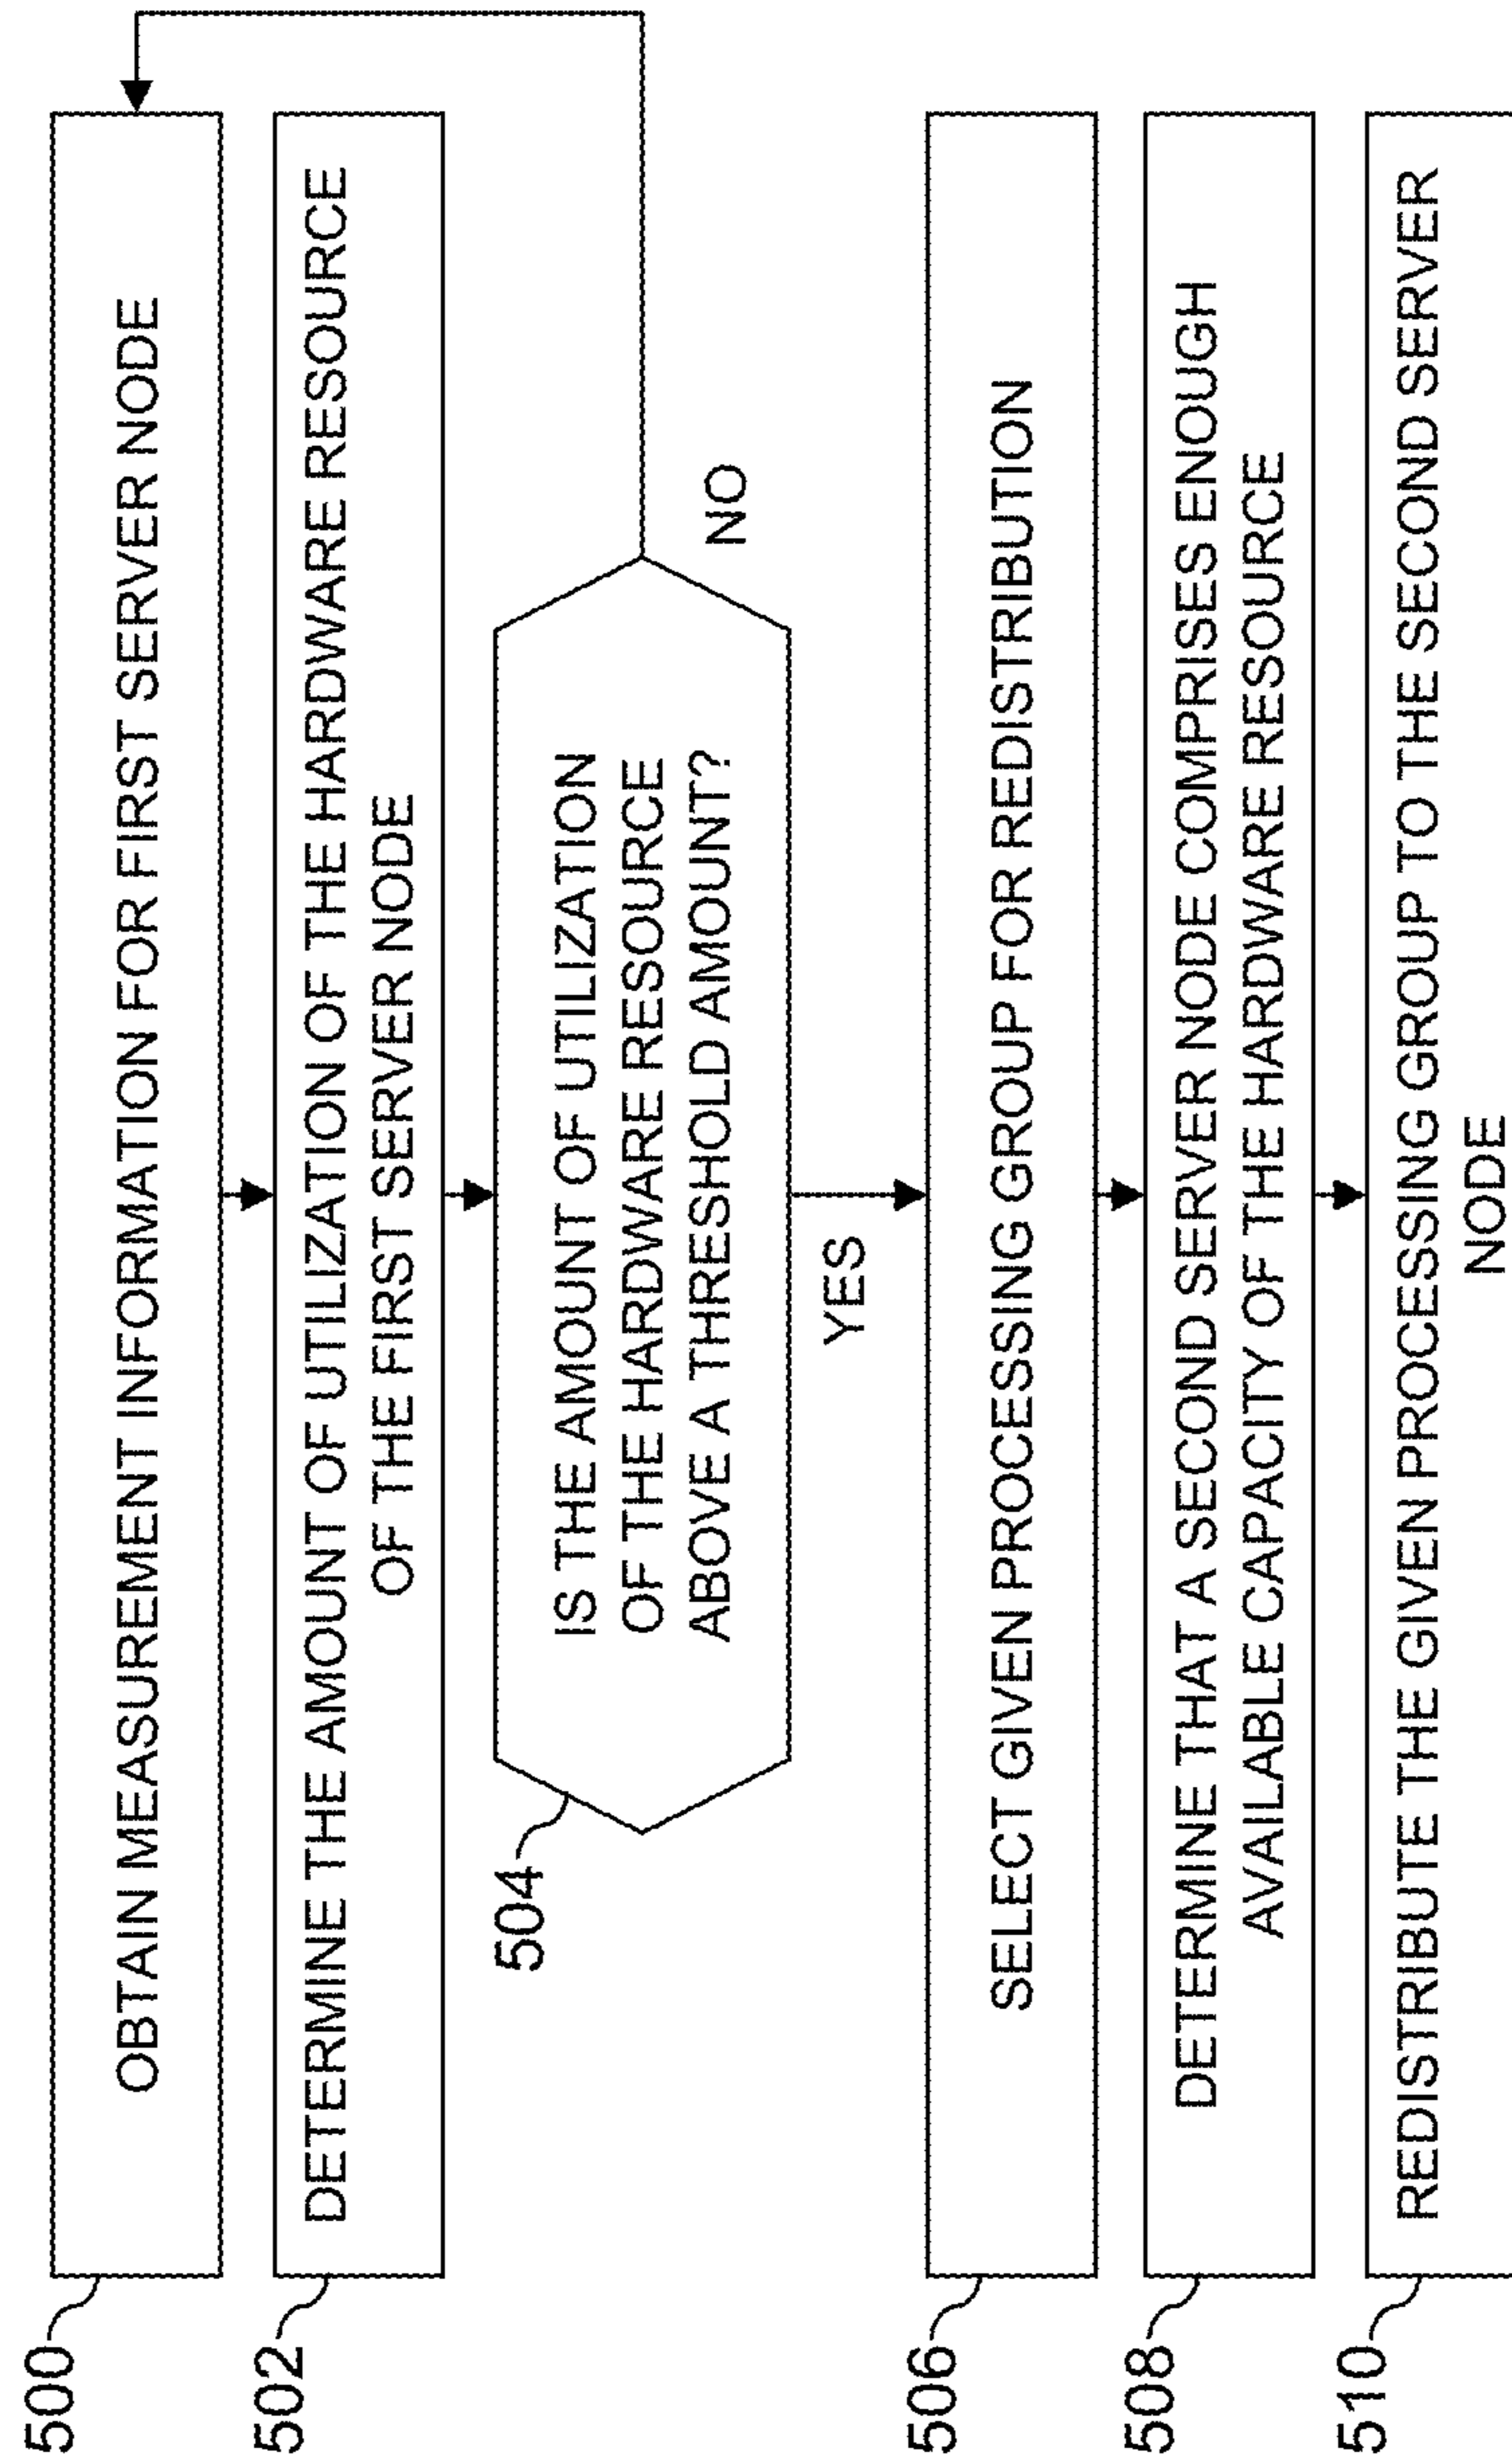 500
OBTAIN MEASUREMENT INFORMATION FOR FIRST SERVER NODE
502
DETERMINE THE AMOUNT OF UTILIZATION OF THE HARDWARE RESOURCE
OF THE FIRST SERVER NODE
504
IS THE AMOUNT OF UTILIZATION
OF THE HARDWARE RESOURCE
ABOVE A THRESHOLD AMOUNT?
NO
YES
506
SELECT GIVEN PROCESSING GROUP FOR REDISTRIBUTION
508
DETERMINE THAT A SECOND SERVER NODE COMPRISES ENOUGH
AVAILABLE CAPACITY OF THE HARDWARE RESOURCE
510
REDISTRIBUTE THE GIVEN PROCESSING GROUP TO THE SECOND SERVER
NODE